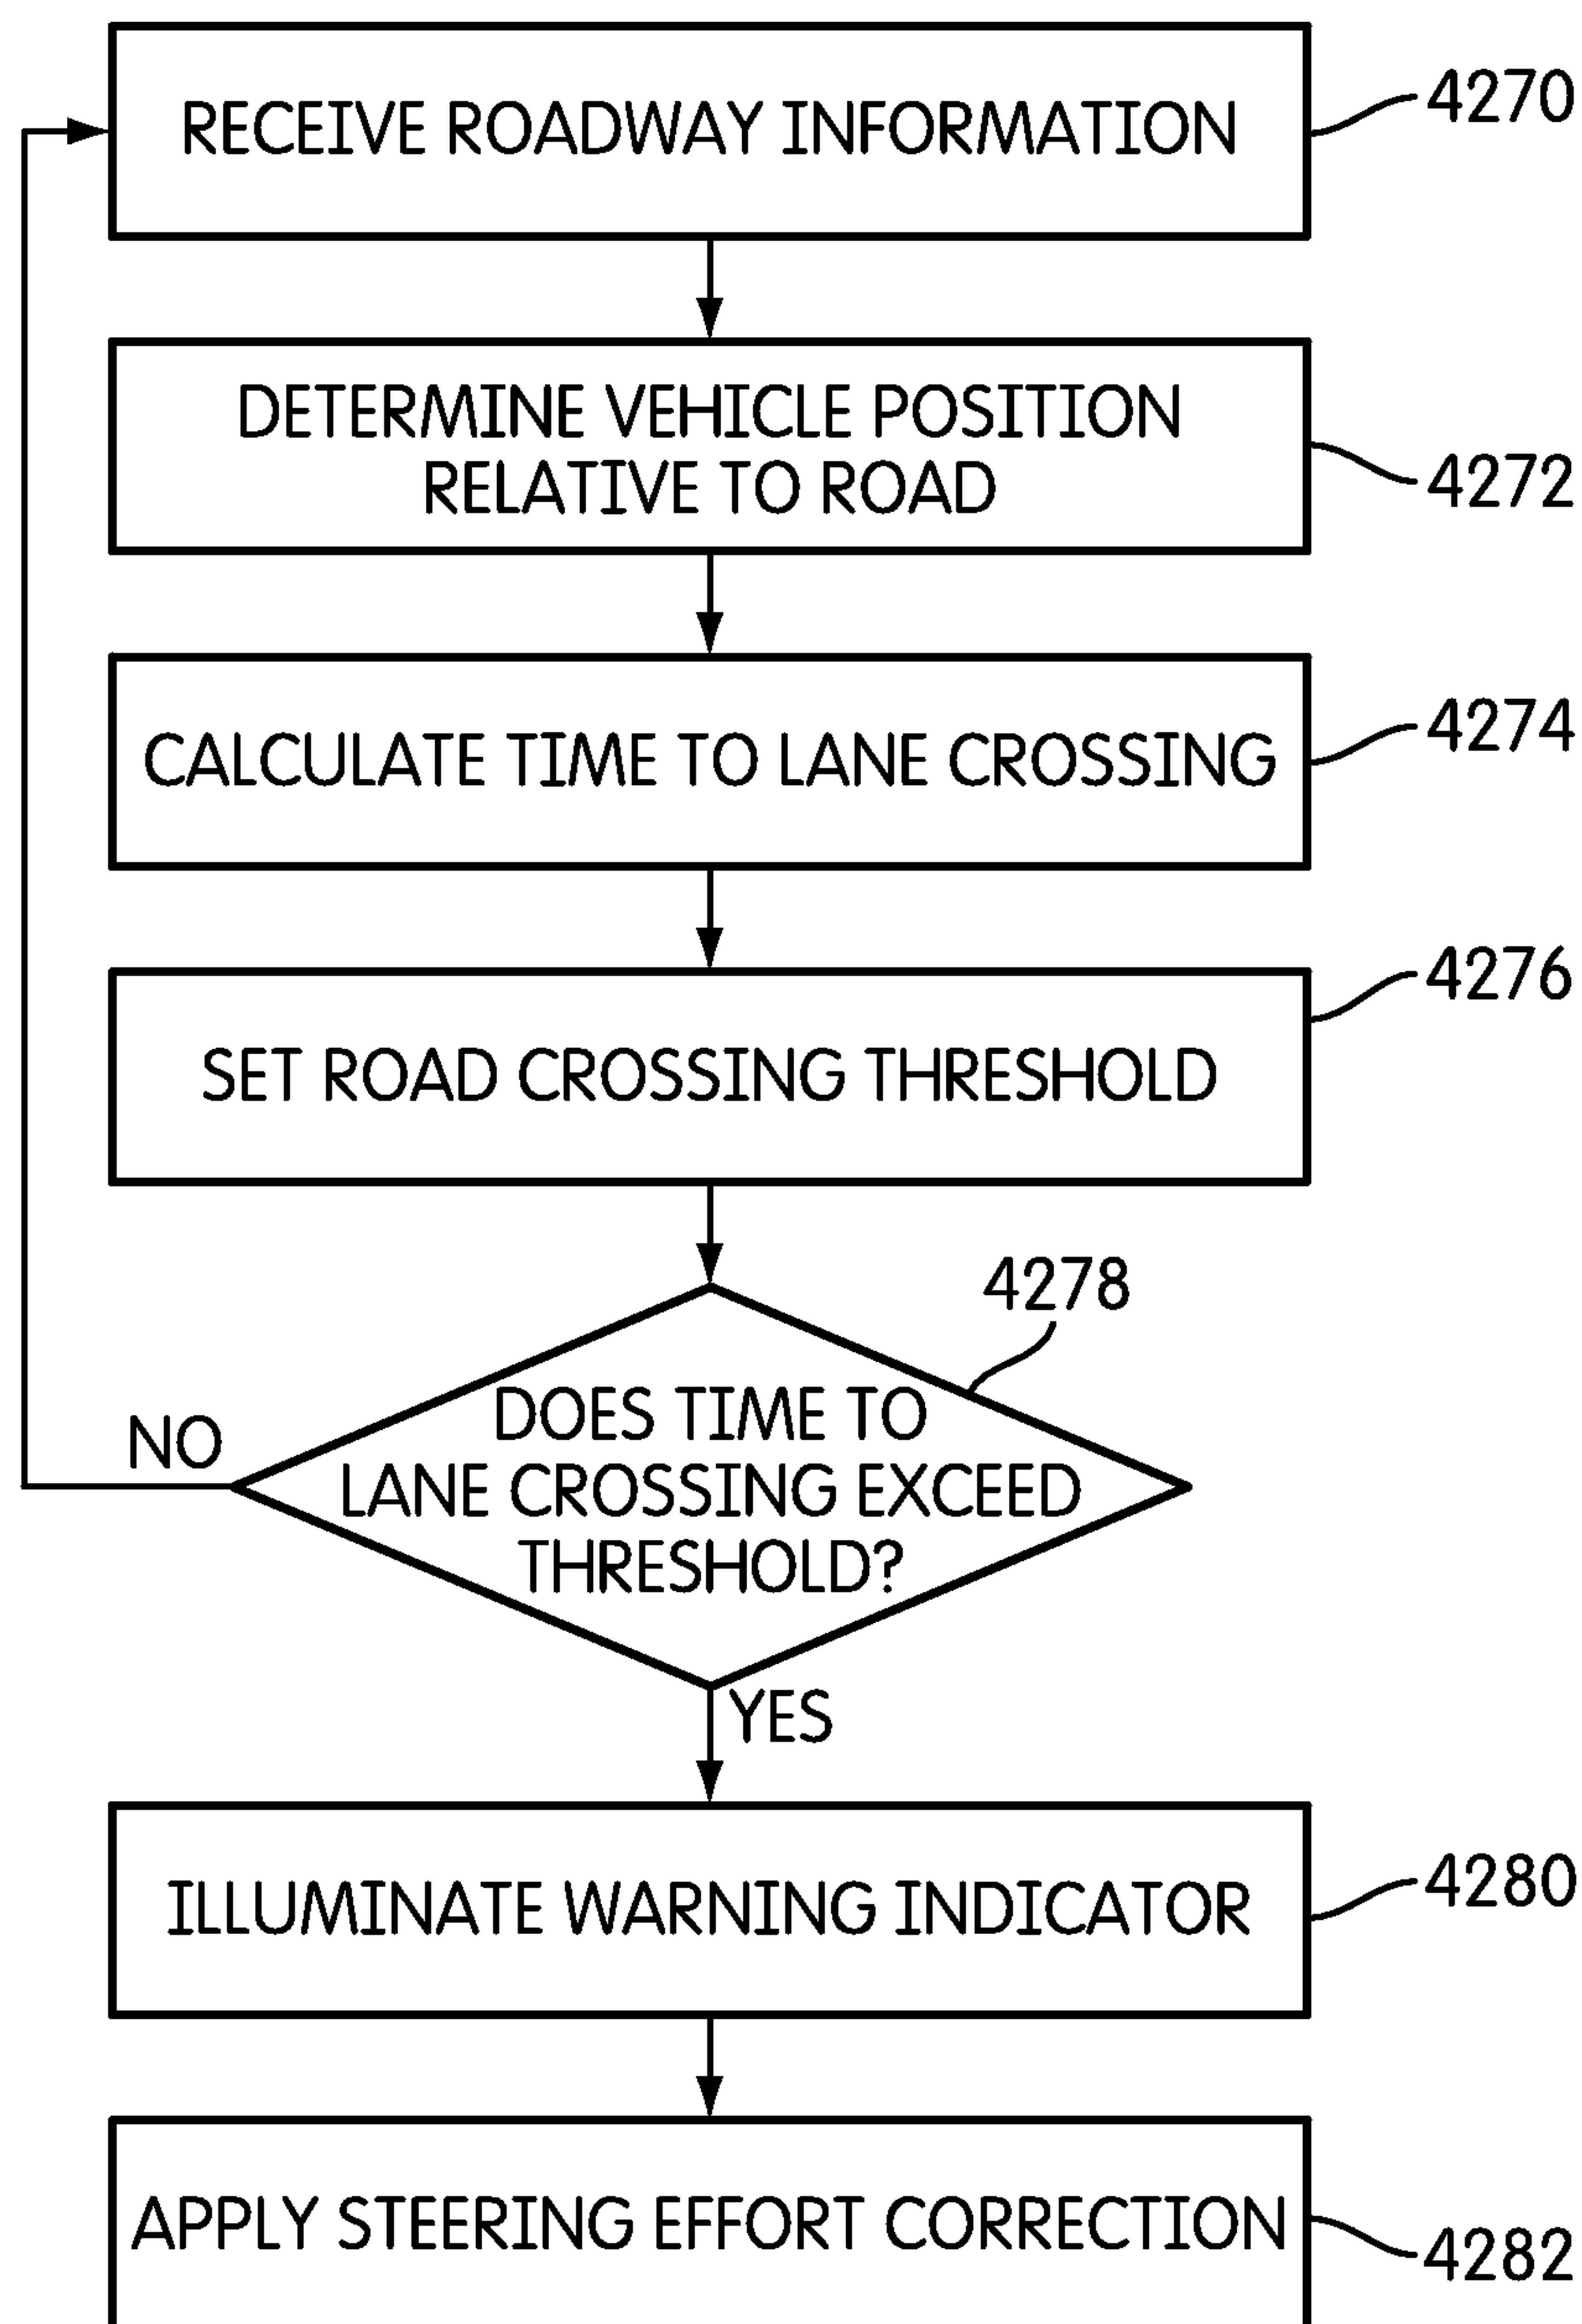 RECEIVE ROADWAY INFORMATION
4270
DETERMINE VEHICLE POSITION
RELATIVE TO ROAD
4272
CALCULATE TIME TO LANE CROSSING
4274
SET ROAD CROSSING THRESHOLD
4276
4278
DOES TIME TO
LANE CROSSING EXCEED
THRESHOLD?
NO
YES
ILLUMINATE WARNING INDICATOR
4280
APPLY STEERING EFFORT CORRECTION
4282